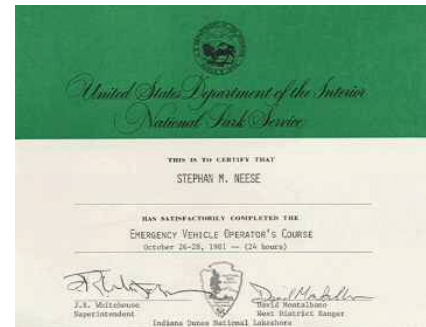 United States Department of the Interior
National Park Service
THIS IS TO CERTIFY THAT
STEPHAN M. NEESE
HAS SATISFACTORILY COMPLETED THE
EMERGENCY VEHICLE OPERATOR'S COURSE
October 26-28, 1981 -- (24 hours)
J.R. Whitehouse
Superintendent
David Montalbano
West District Ranger
Indiana Dunes National Lakeshore